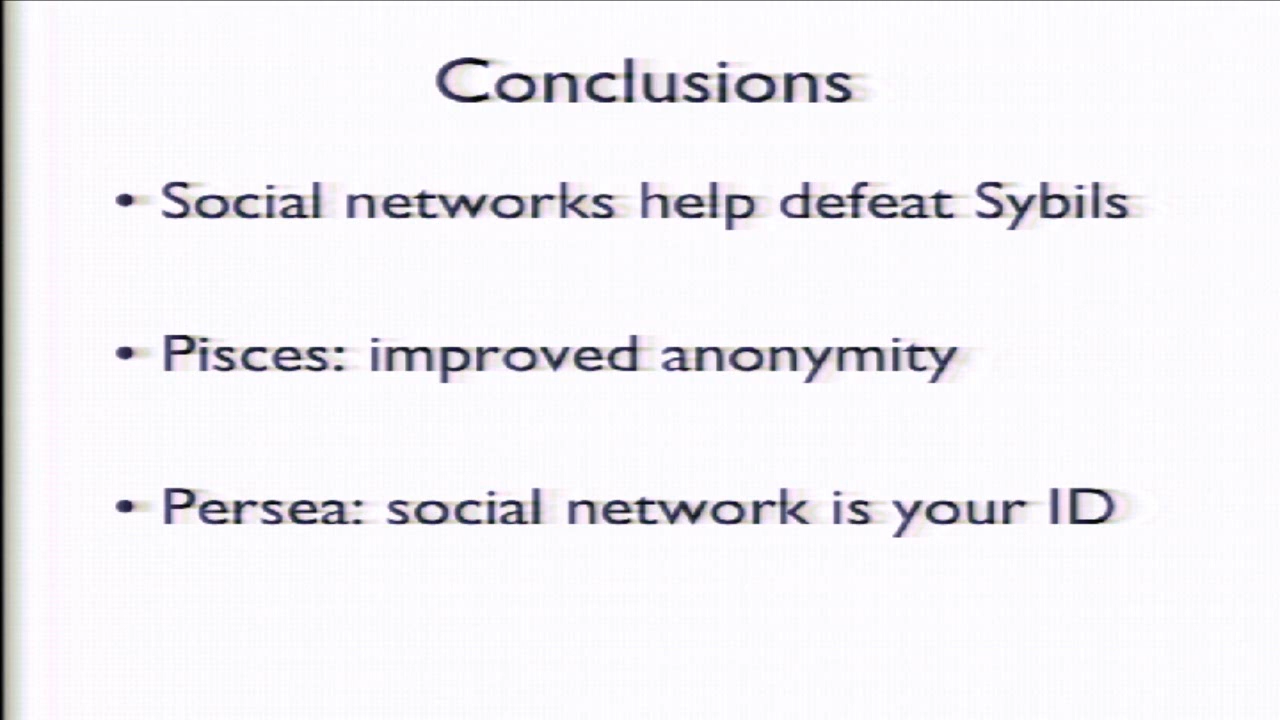 Conclusions
• Social networks help defeat Sybils
• Pisces: improved anonymity
• Persea: social network is your ID